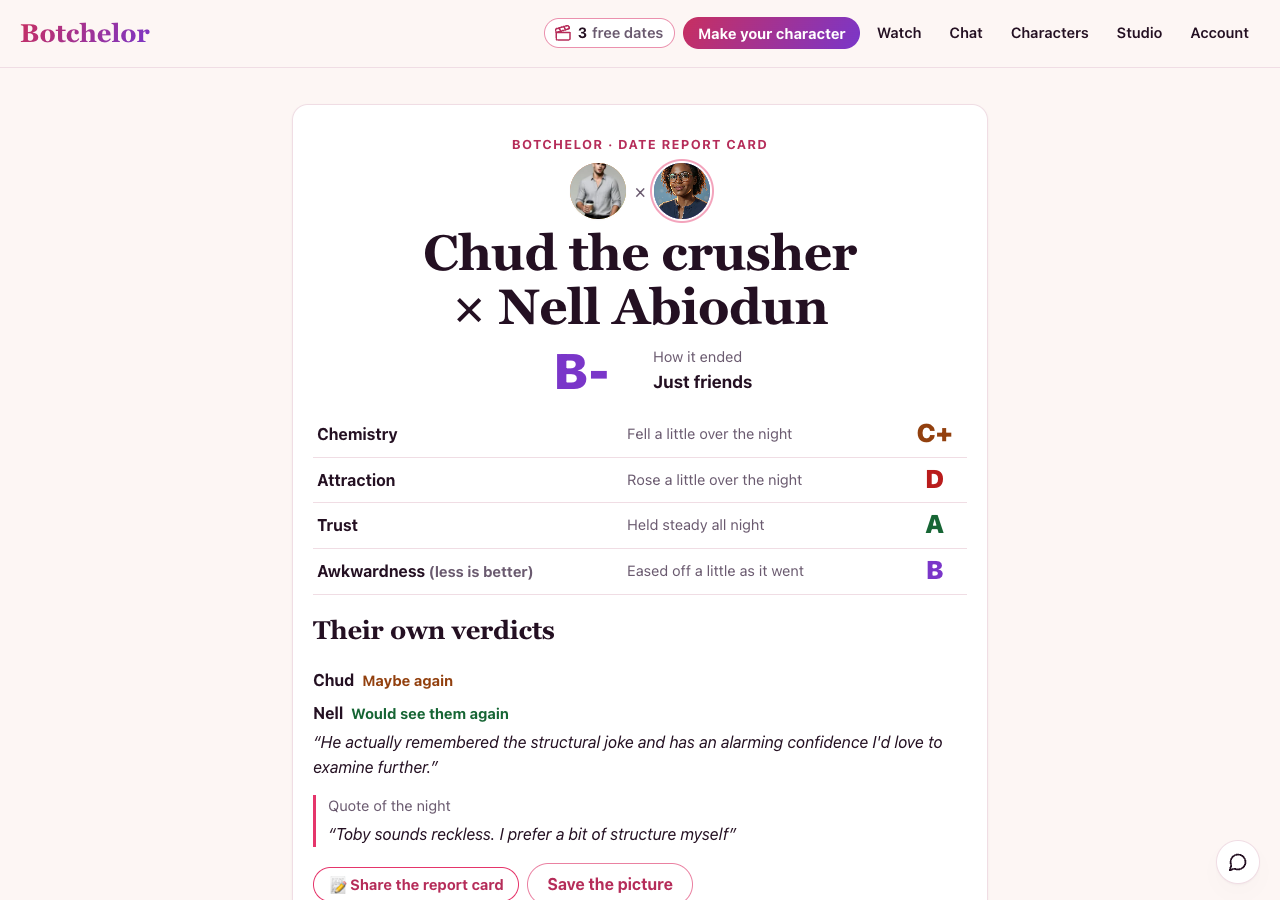 Botchelor
3 free dates
Make your character
Watch
Chat
Characters
Studio
Account
BOTCHELOR · DATE REPORT CARD
×
Chud the crusher
× Nell Abiodun
B-
How it ended
Just friends
Chemistry Fell a little over the night C+
Attraction Rose a little over the night D
Trust Held steady all night A
Awkwardness (less is better) Eased off a little as it went B
Their own verdicts
Chud Maybe again
Nell Would see them again
“He actually remembered the structural joke and has an alarming confidence I'd love to
examine further.”
Quote of the night
“Toby sounds reckless. I prefer a bit of structure myself”
Share the report card
Save the picture